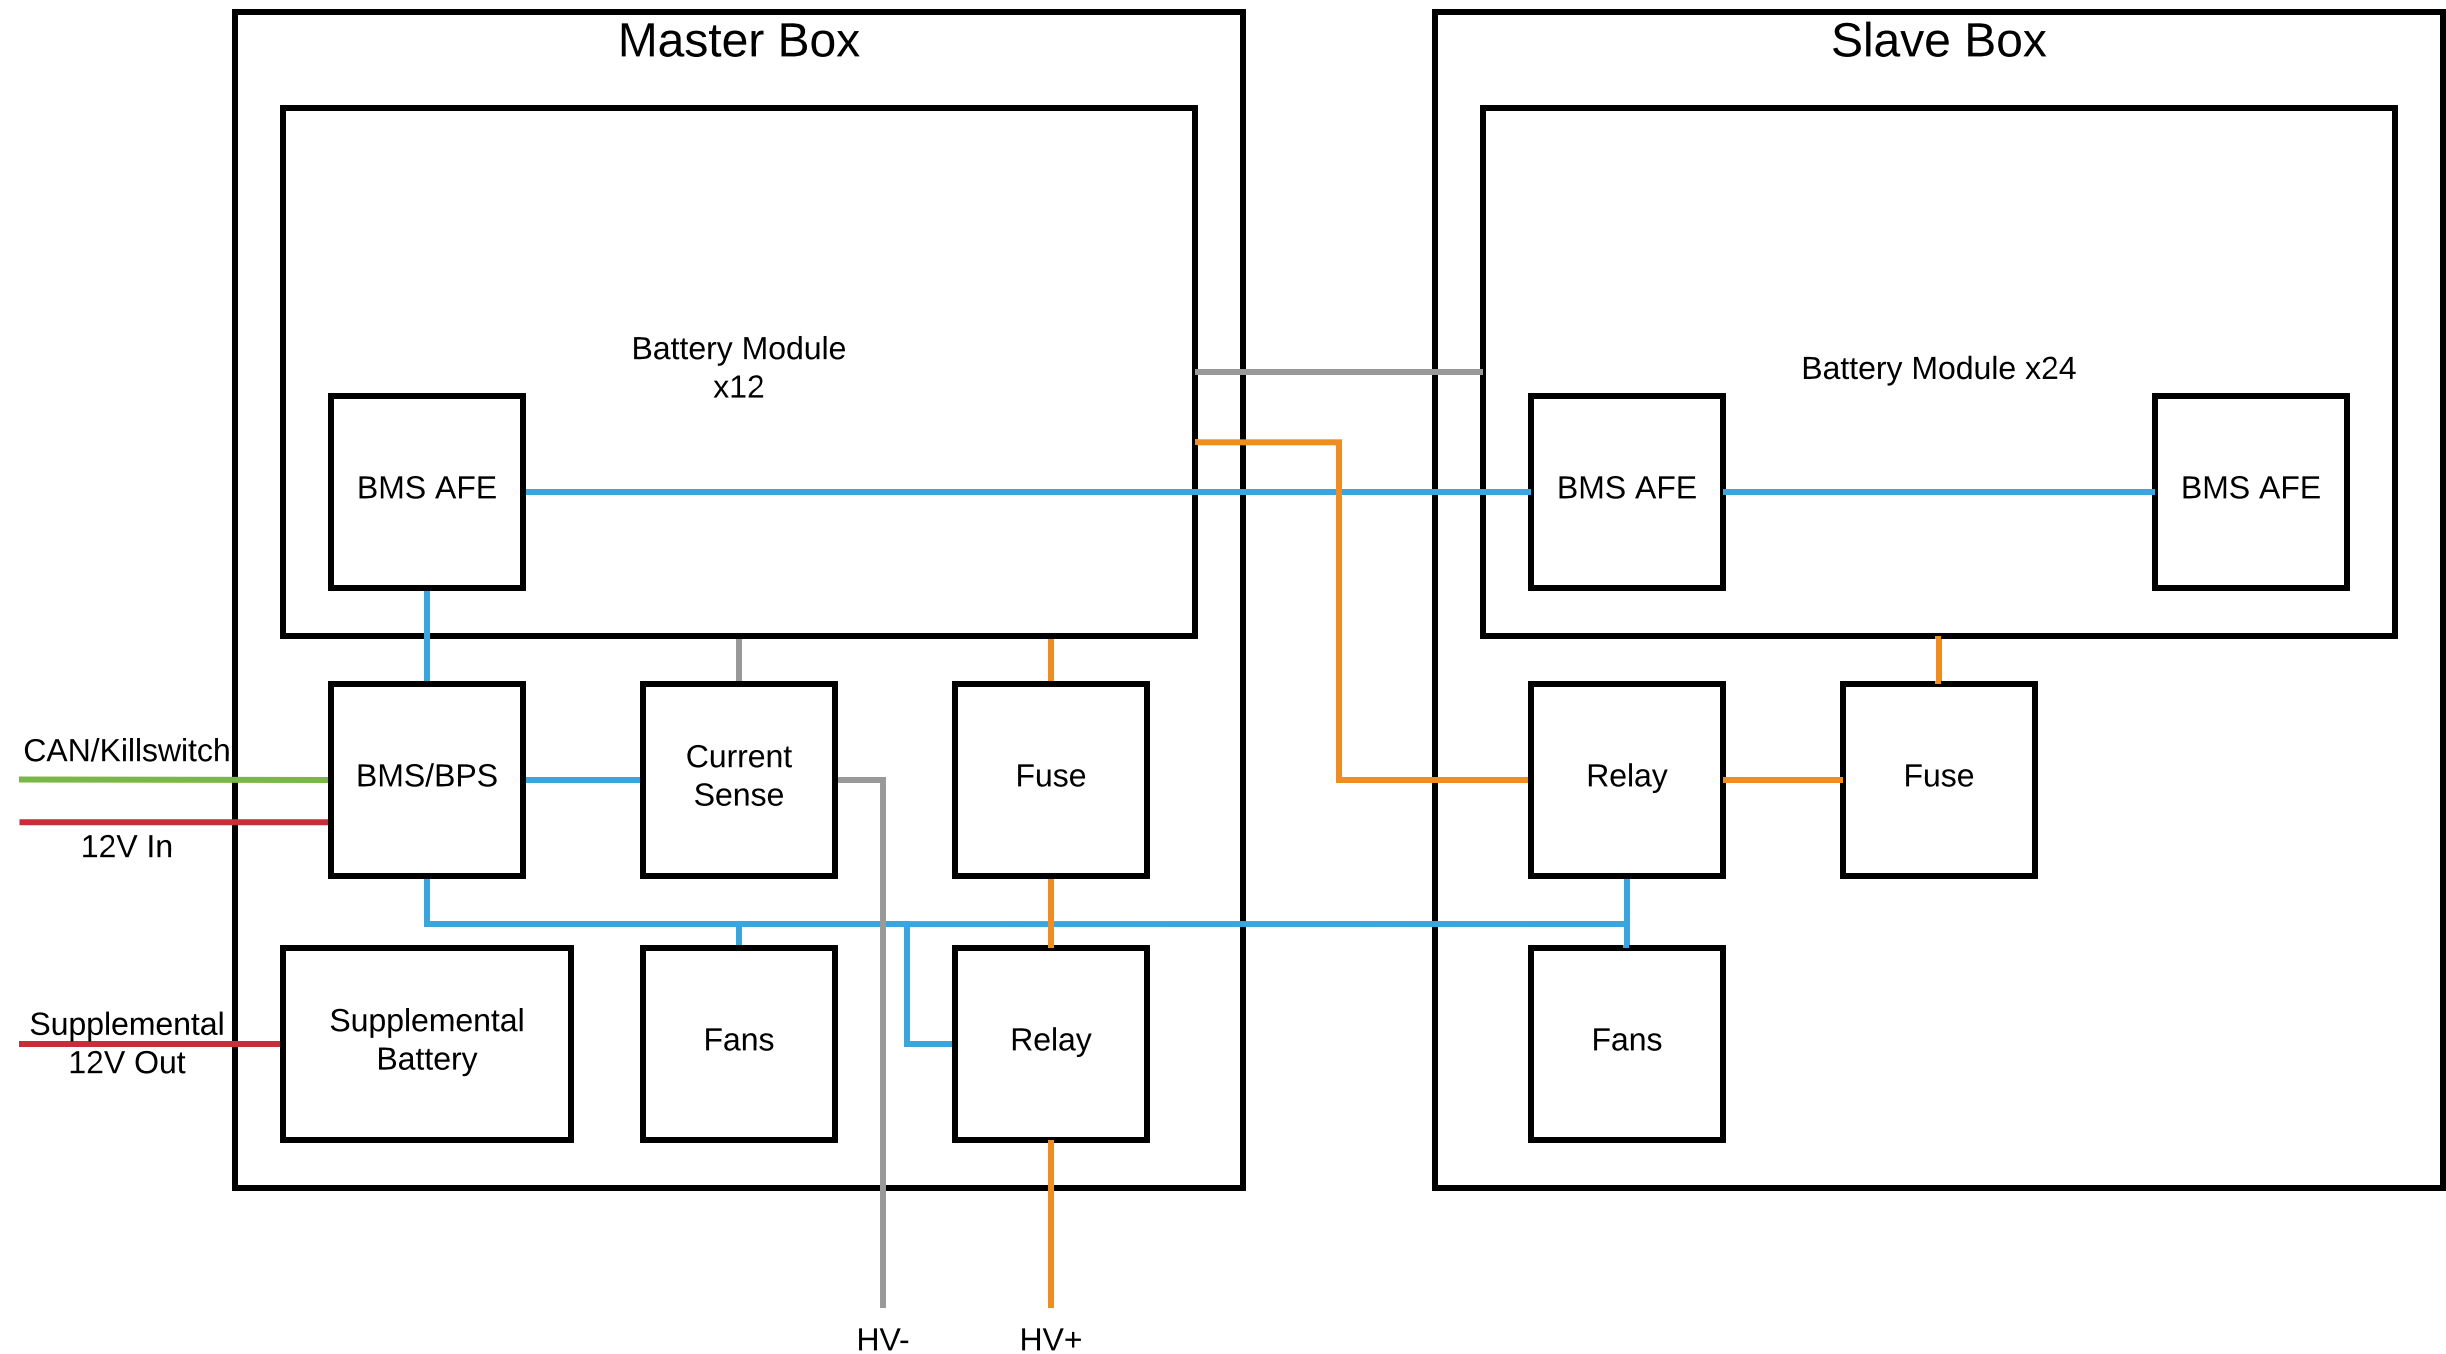 Master Box
Slave Box
Battery Module
x12
Battery Module x24
BMS AFE
BMS AFE
BMS AFE
CAN/Killswitch
12V In
BMS/BPS
Current
Sense
Fuse
Relay
Fuse
Supplemental
12V Out
Supplemental
Battery
Fans
Relay
Fans
HV-
HV+